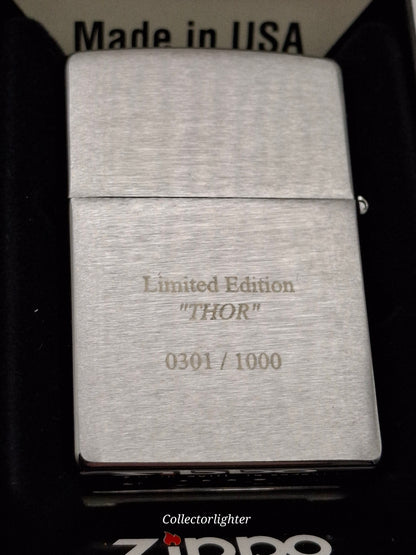 Made in USA
Limited Edition
"THOR"
0301 / 1000
Collectorlighter
Zippo